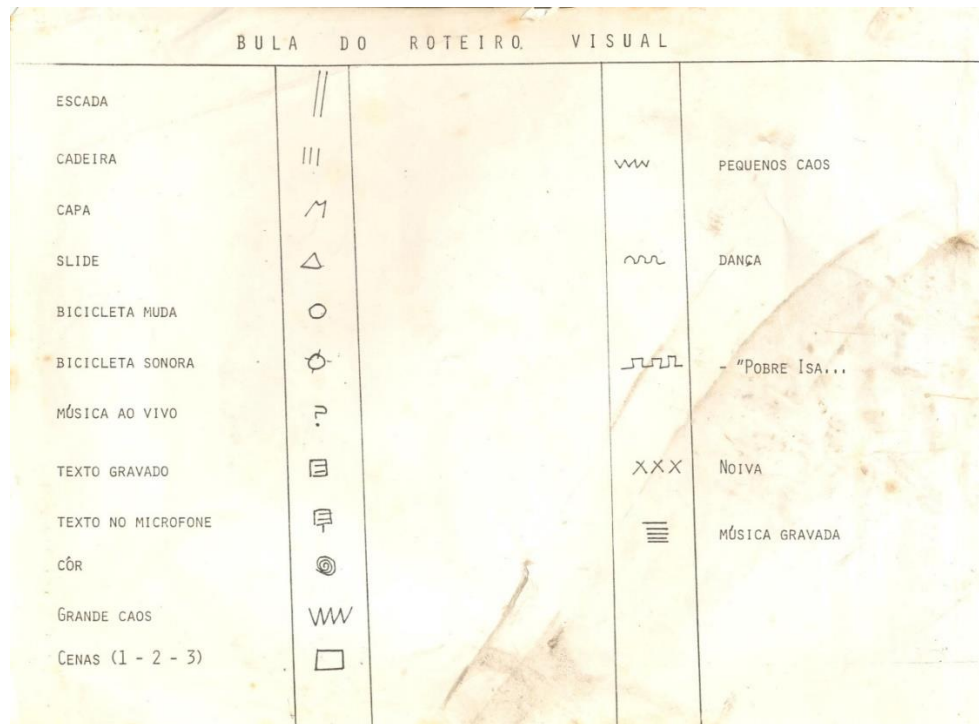 BULA DO ROTEIRO VISUAL
ESCADA
CADEIRA
CAPA
SLIDE
BICICLETA MUDA
BICICLETA SONORA
MÚSICA AO VIVO
TEXTO GRAVADO
TEXTO NO MICROFONE
CÔR
GRANDE CAOS
CENAS (1 - 2 - 3)
PEQUENOS CAOS
DANÇA
- "POBRE ISA...
NOIVA
MÚSICA GRAVADA